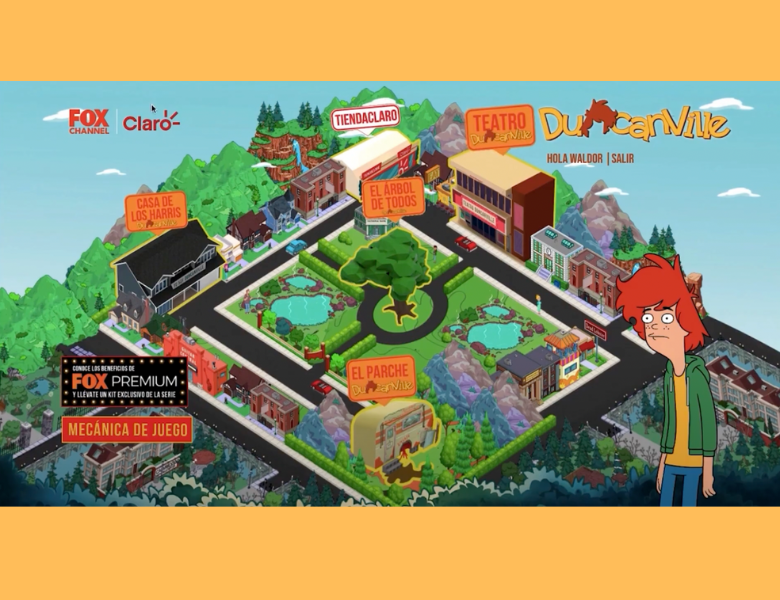 FOX
CHANNEL
Claro
TIENDACLARO
TEATRO
DuncanVille
DuncanVille
HOLA WALDOR | SALIR
CASA DE
LOS HARRIS
DuncanVille
EL ÁRBOL
DE TODOS
EL PARCHE
DuncanVille
CONOCE LOS BENEFICIOS DE
FOX PREMIUM
Y LLÉVATE UN KIT EXCLUSIVO DE LA SERIE
MECÁNICA DE JUEGO